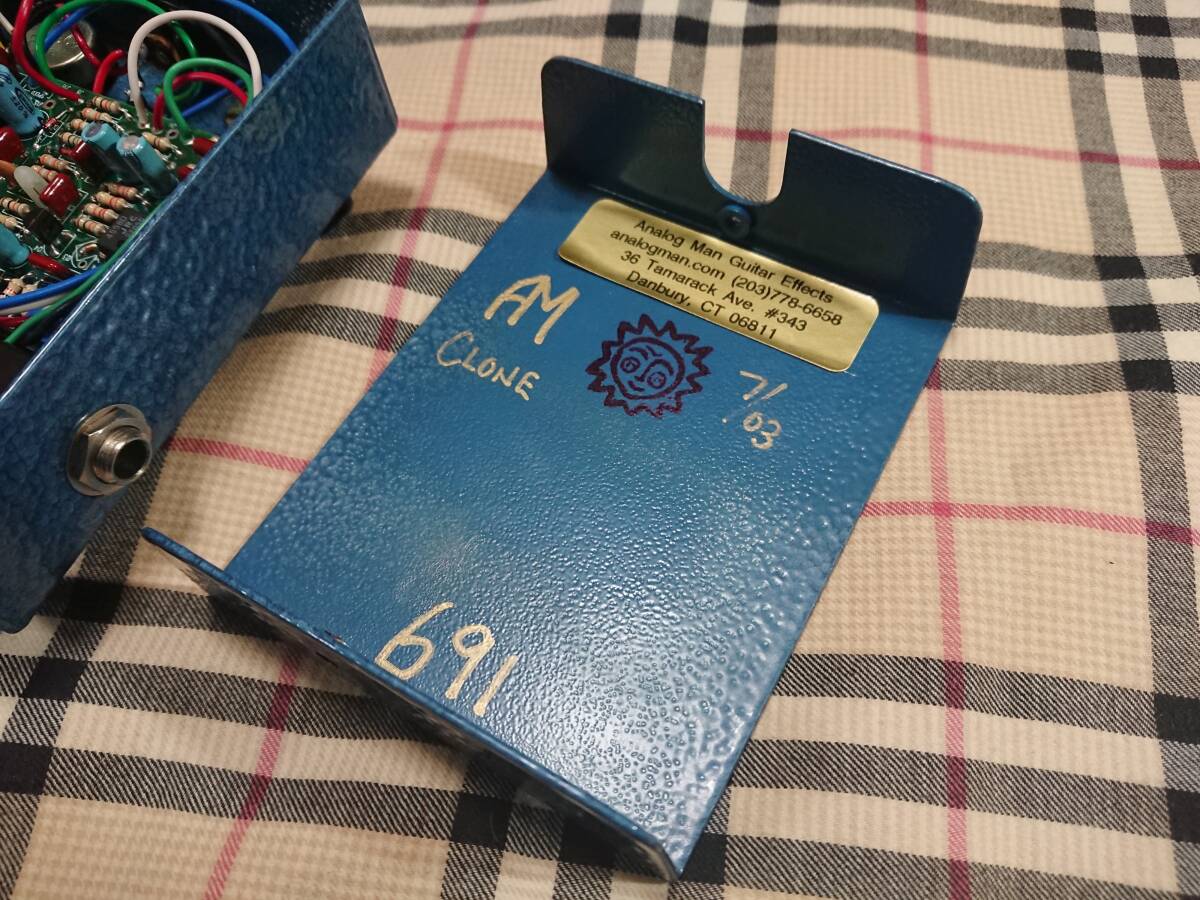 Analog Man Guitar Effects
analogman.com (203)778-6658
36 Tamarack Ave. #343
Danbury, CT 06811
AM
CLONE
7/03
691